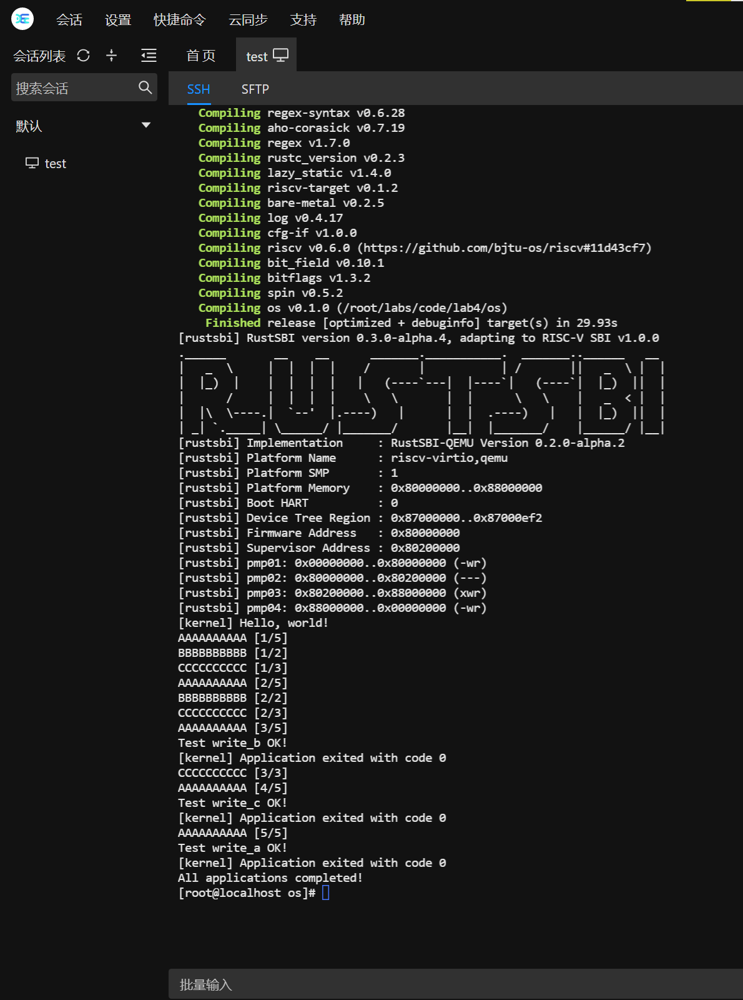 会话 设置 快捷命令 云同步 支持 帮助
会话列表
首页 test
搜索会话
SSH SFTP
默认
test
   Compiling regex-syntax v0.6.28
   Compiling aho-corasick v0.7.19
   Compiling regex v1.7.0
   Compiling rustc_version v0.2.3
   Compiling lazy_static v1.4.0
   Compiling riscv-target v0.1.2
   Compiling bare-metal v0.2.5
   Compiling log v0.4.17
   Compiling cfg-if v1.0.0
   Compiling riscv v0.6.0 (https://github.com/bjtu-os/riscv#11d43cf7)
   Compiling bit_field v0.10.1
   Compiling bitflags v1.3.2
   Compiling spin v0.5.2
   Compiling os v0.1.0 (/root/labs/code/lab4/os)
    Finished release [optimized + debuginfo] target(s) in 29.93s
[rustsbi] RustSBI version 0.3.0-alpha.4, adapting to RISC-V SBI v1.0.0
.______       __    __      _______.___________.  _______..______   __
|   _  \     |  |  |  |    /       |           | /       ||   _  \ |  |
|  |_)  |    |  |  |  |   |   (----`---|  |----`|   (----`|  |_)  ||  |
|      /     |  |  |  |    \   \       |  |      \   \    |   _  < |  |
|  |\  \----.|  `--'  |.----)   |      |  |  .----)   |   |  |_)  ||  |
| _| `._____| \______/ |_______/       |__|  |_______/    |______/ |__|
[rustsbi] Implementation     : RustSBI-QEMU Version 0.2.0-alpha.2
[rustsbi] Platform Name      : riscv-virtio,qemu
[rustsbi] Platform SMP       : 1
[rustsbi] Platform Memory    : 0x80000000..0x88000000
[rustsbi] Boot HART          : 0
[rustsbi] Device Tree Region : 0x87000000..0x87000ef2
[rustsbi] Firmware Address   : 0x80000000
[rustsbi] Supervisor Address : 0x80200000
[rustsbi] pmp01: 0x00000000..0x80000000 (-wr)
[rustsbi] pmp02: 0x80000000..0x80200000 (---)
[rustsbi] pmp03: 0x80200000..0x88000000 (xwr)
[rustsbi] pmp04: 0x88000000..0x00000000 (-wr)
[kernel] Hello, world!
AAAAAAAAAA [1/5]
BBBBBBBBBB [1/2]
CCCCCCCCCC [1/3]
AAAAAAAAAA [2/5]
BBBBBBBBBB [2/2]
CCCCCCCCCC [2/3]
AAAAAAAAAA [3/5]
Test write_b OK!
[kernel] Application exited with code 0
CCCCCCCCCC [3/3]
AAAAAAAAAA [4/5]
Test write_c OK!
[kernel] Application exited with code 0
AAAAAAAAAA [5/5]
Test write_a OK!
[kernel] Application exited with code 0
All applications completed!
[root@localhost os]#
批量输入